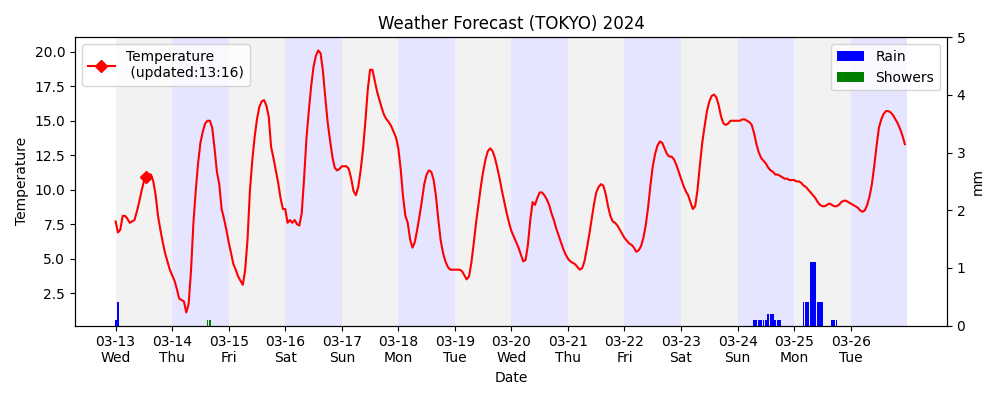 Weather Forecast (TOKYO) 2024
Temperature
(updated:13:16)
Rain
Showers
20.0
17.5
15.0
12.5
10.0
7.5
5.0
2.5
Temperature
5
4
3
2
1
0
mm
03-13 03-14 03-15 03-16 03-17 03-18 03-19 03-20 03-21 03-22 03-23 03-24 03-25 03-26
Wed Thu Fri Sat Sun Mon Tue Wed Thu Fri Sat Sun Mon Tue
Date